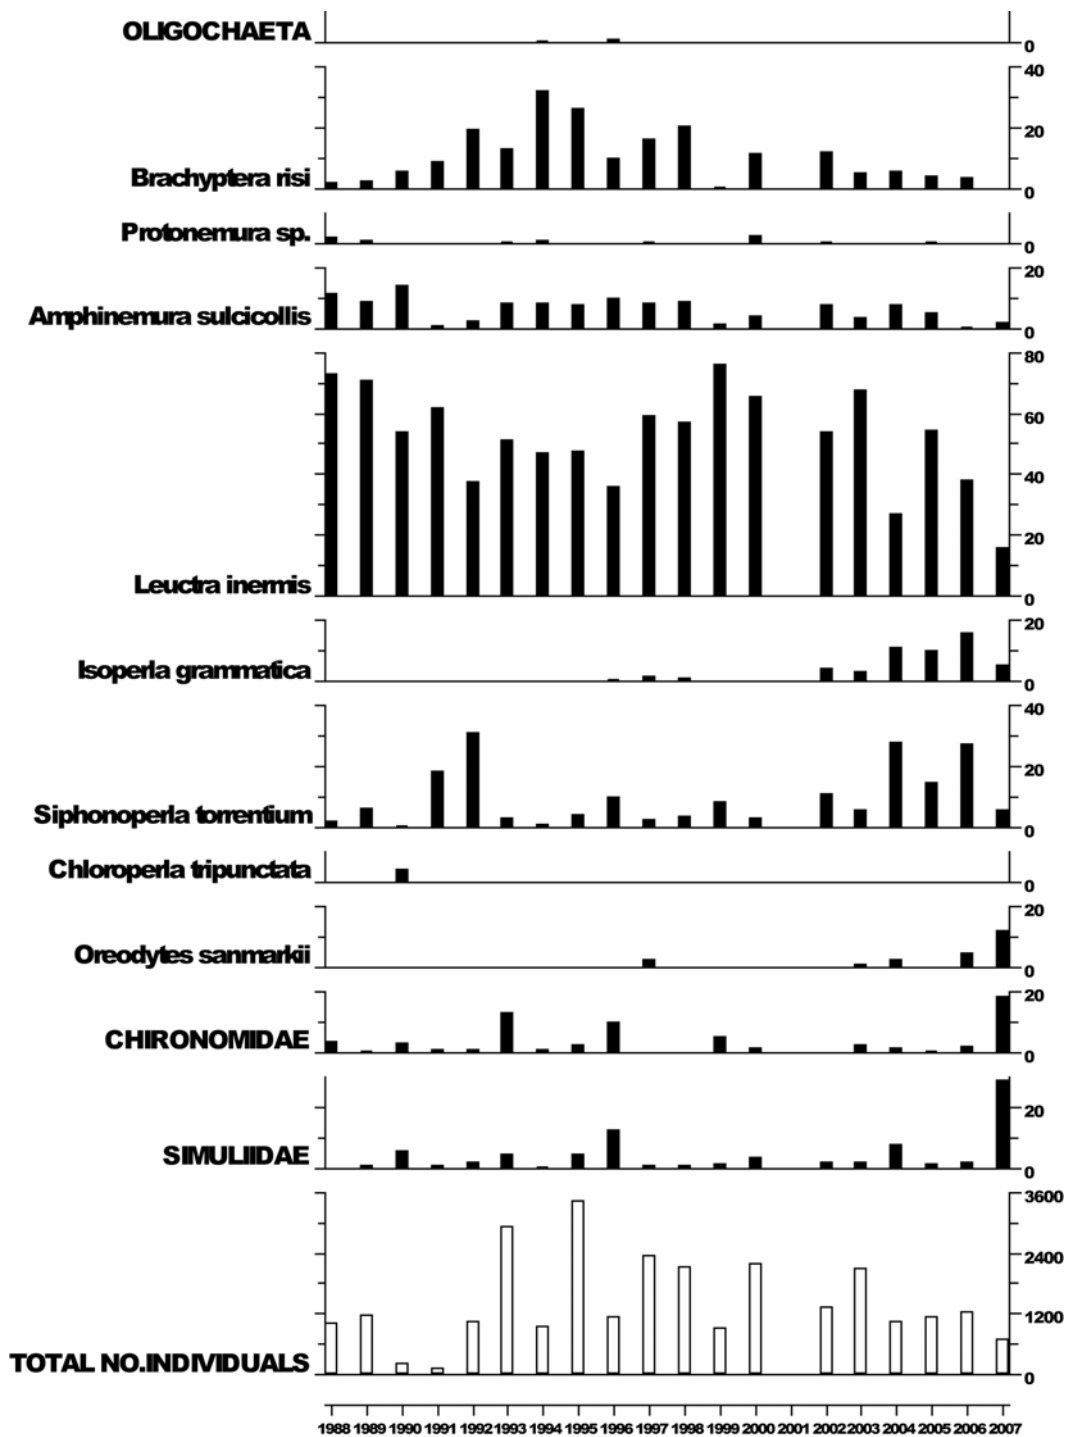 OLIGOCHAETA
0
40
20
Brachyptera risi
0
Protonemura sp.
0
20
Amphinemura sulcicollis
0
80
60
40
20
Leuctra inermis
0
20
Isoperla grammatica
0
40
20
Siphonoperla torrentium
0
Chloroperla tripunctata
0
20
Oreodytes sanmarkii
0
20
CHIRONOMIDAE
0
20
SIMULIIDAE
0
3600
2400
1200
TOTAL NO.INDIVIDUALS
0
1988 1989 1990 1991 1992 1993 1994 1995 1996 1997 1998 1999 2000 2001 2002 2003 2004 2005 2006 2007